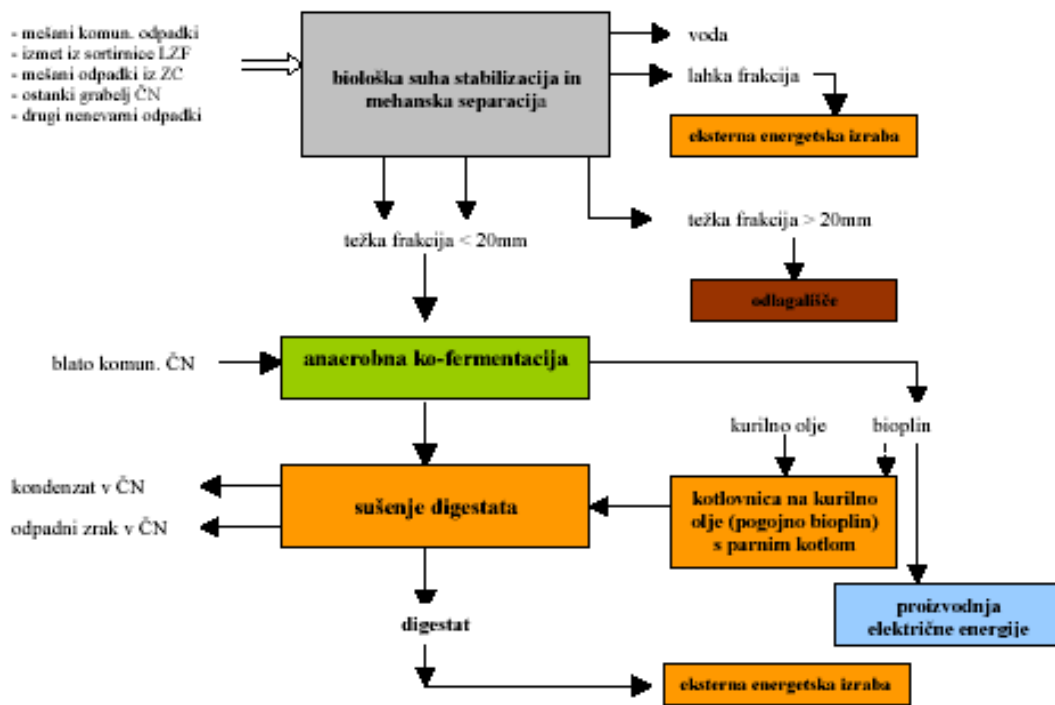 - mešani komun. odpadki
- izmet iz sortirnice LZF
- mešani odpadki iz ZC
- ostanki grabelj ČN
- drugi nenevarni odpadki
biološka suha stabilizacija in
mehanska separacija
voda
lahka frakcija
eksterna energetska izraba
težka frakcija < 20mm
težka frakcija > 20mm
odlagališče
blato komun. ČN
anaerobna ko-fermentacija
kurilno olje
bioplin
kondenzat v ČN
odpadni zrak v ČN
sušenje digestata
kotlovnica na kurilno
olje (pogojno bioplin)
s parnim kotlom
proizvodnja
električne energije
digestat
eksterna energetska izraba